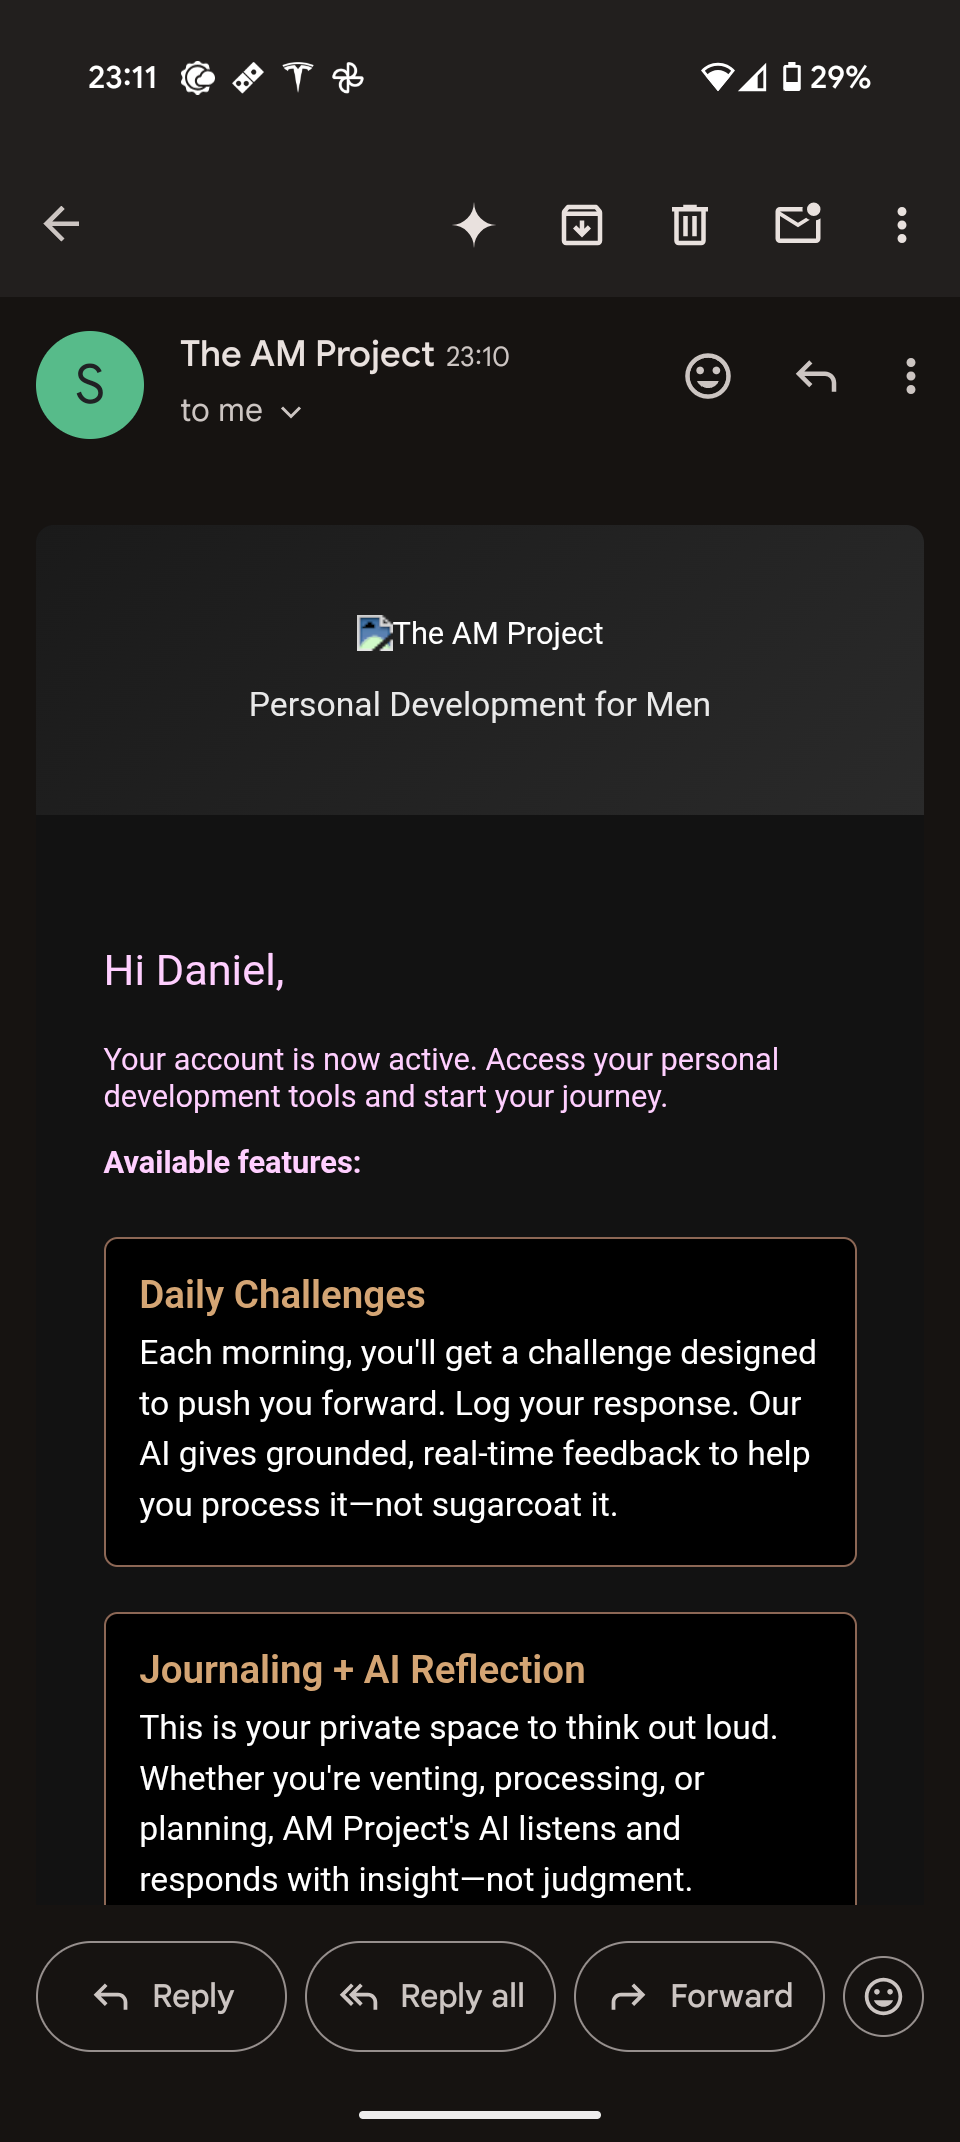 23:11
29%
The AM Project 23:10
S
to me
The AM Project
Personal Development for Men
Hi Daniel,
Your account is now active. Access your personal
development tools and start your journey.
Available features:
Daily Challenges
Each morning, you'll get a challenge designed
to push you forward. Log your response. Our
AI gives grounded, real-time feedback to help
you process it—not sugarcoat it.
Journaling + AI Reflection
This is your private space to think out loud.
Whether you're venting, processing, or
planning, AM Project's AI listens and
responds with insight—not judgment.
Reply
Reply all
Forward